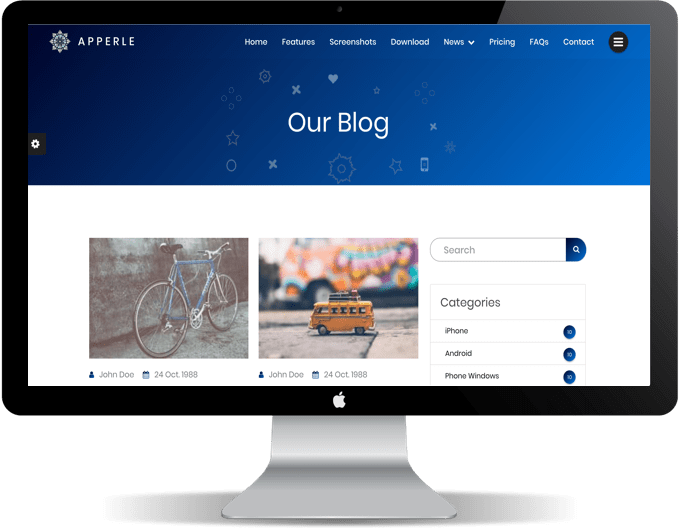 APPERLE
Home Features Screenshots Download News Pricing FAQs Contact
Our Blog
Search
John Doe 24 Oct. 1988
John Doe 24 Oct. 1988
Categories
iPhone 10
Android 10
Phone Windows 10